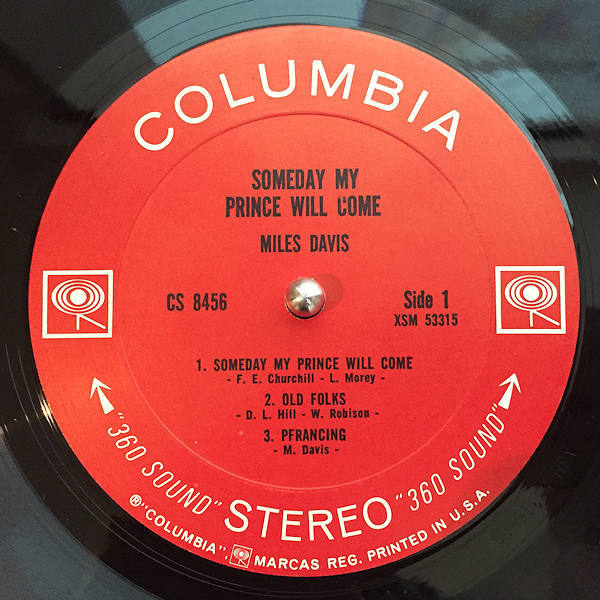 COLUMBIA
SOMEDAY MY
PRINCE WILL COME
MILES DAVIS
CS 8456
Side 1
XSM 53315
1. SOMEDAY MY PRINCE WILL COME
- F. E. Churchill - L. Morey -
2. OLD FOLKS
- D. L. Hill - W. Robison -
3. PFRANCING
- M. Davis -
"360 SOUND" STEREO "360 SOUND"
® "COLUMBIA", MARCAS REG. PRINTED IN U.S.A.